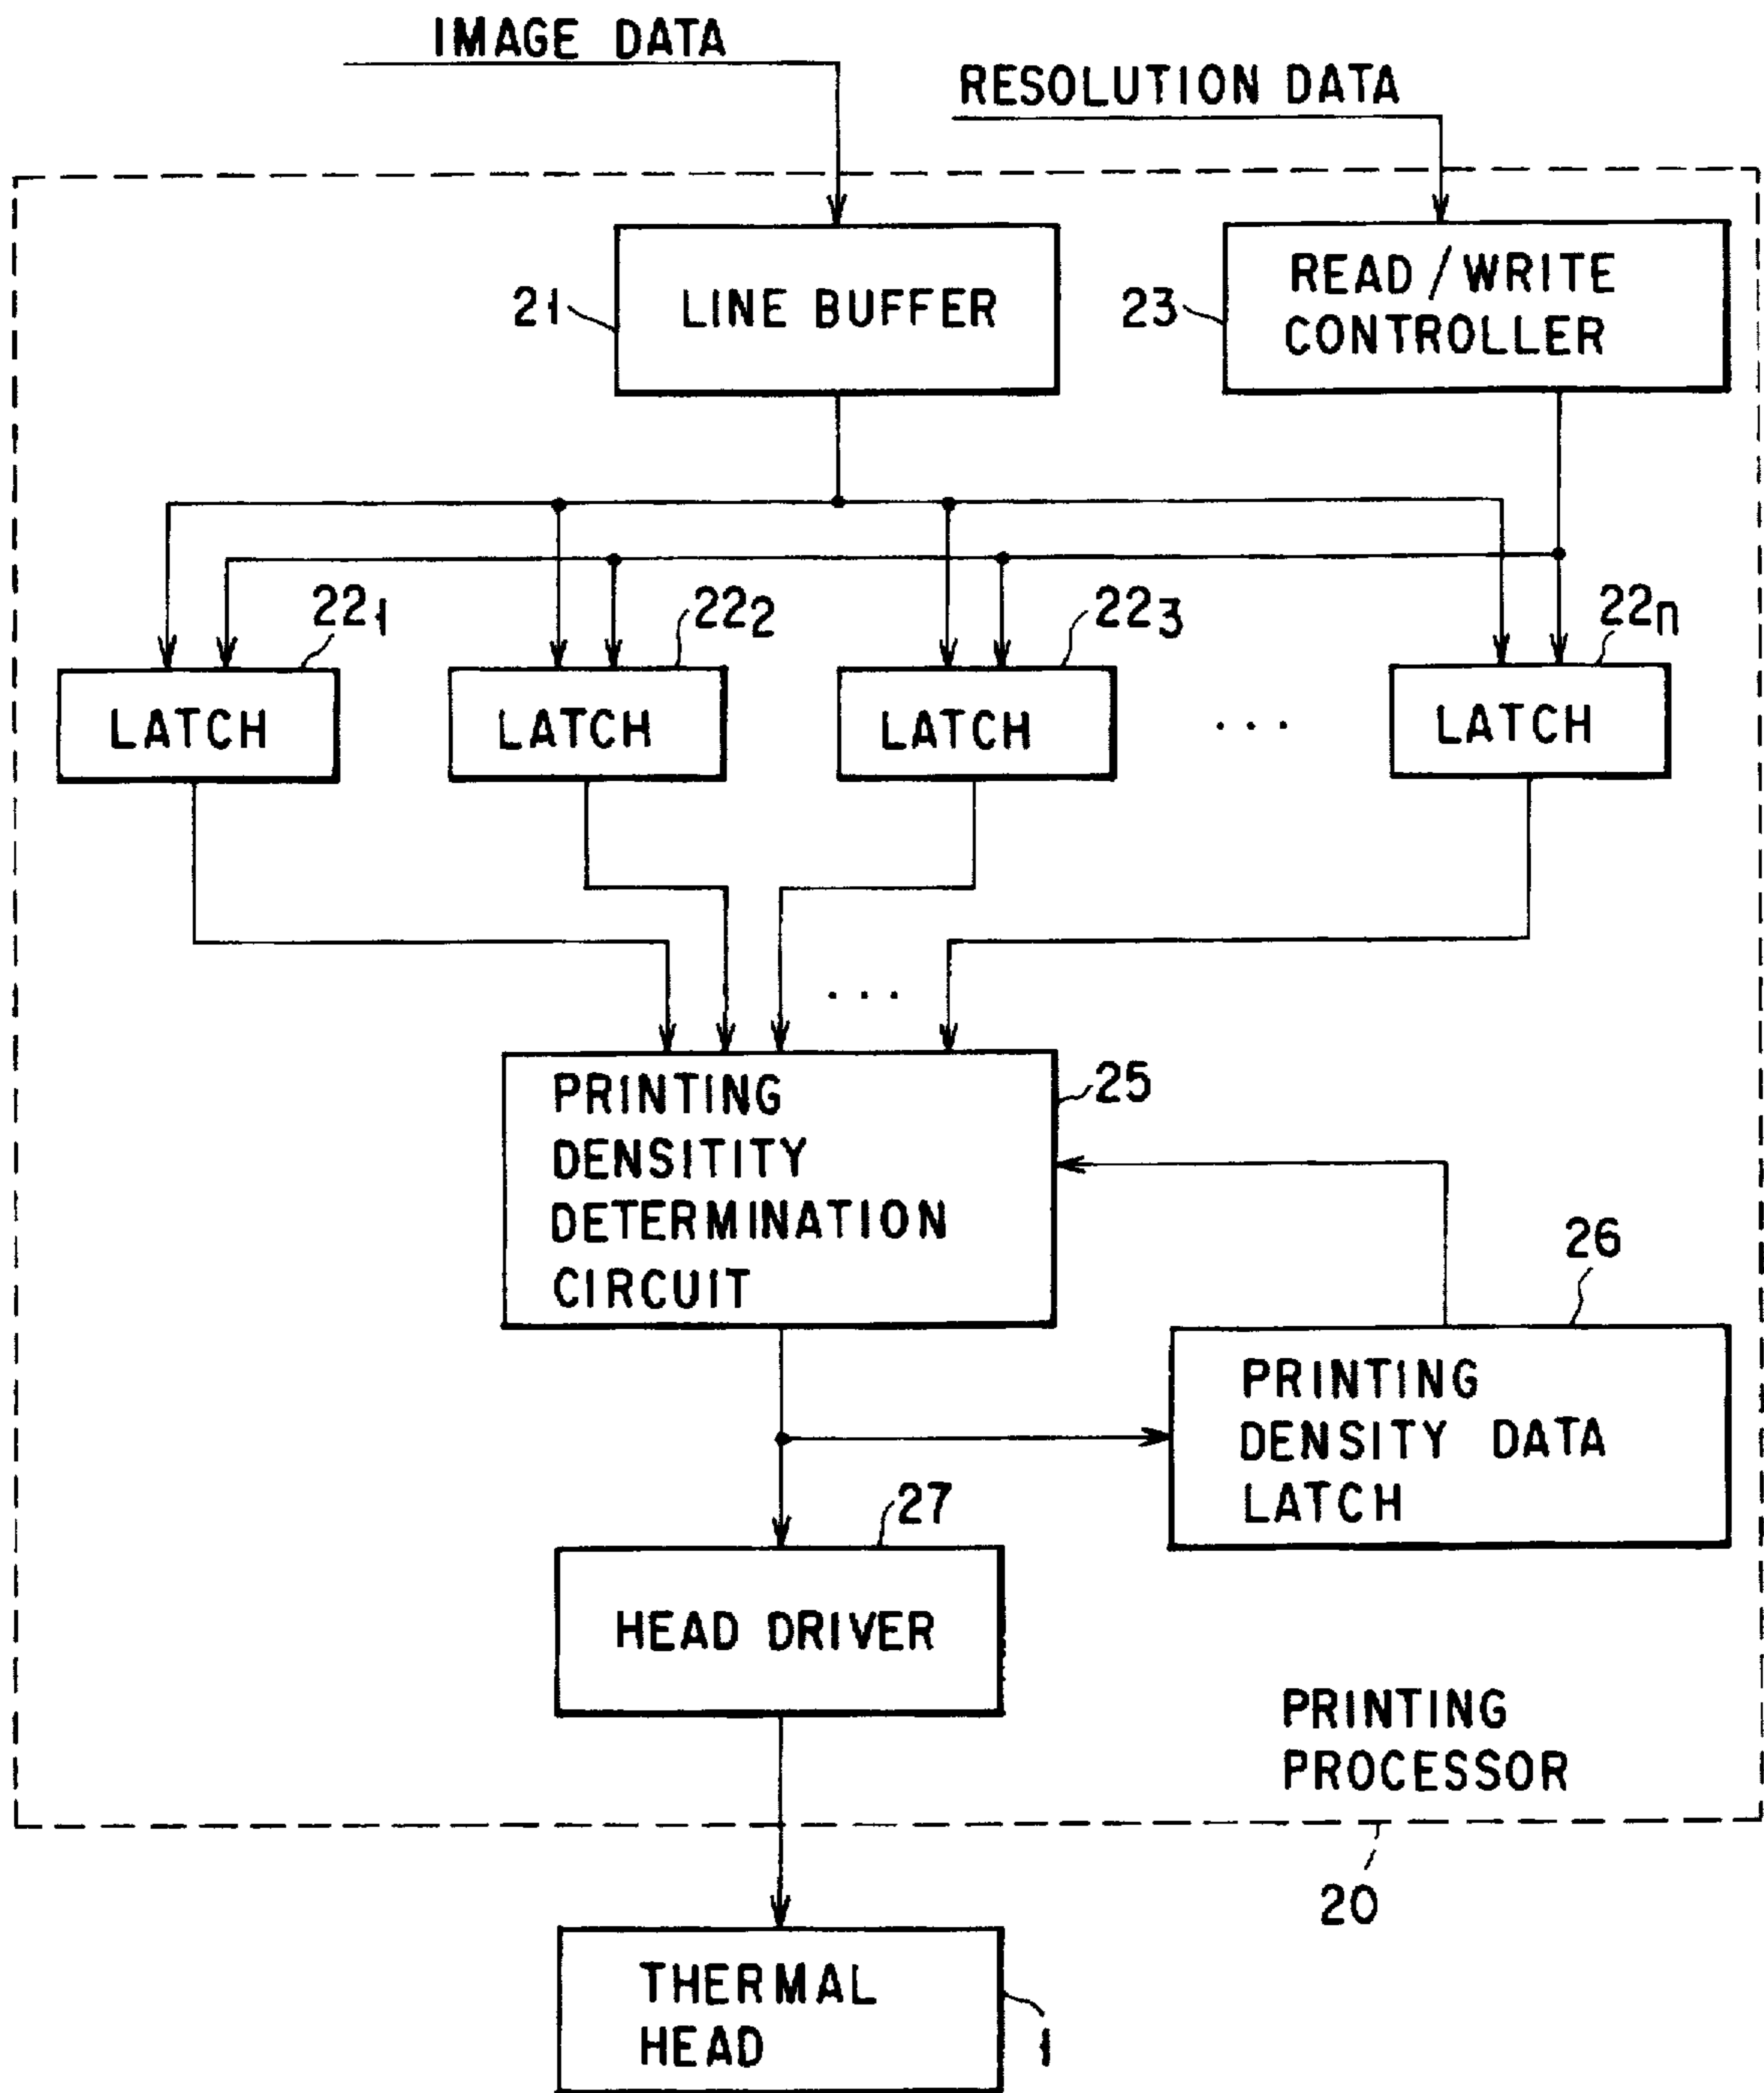 IMAGE DATA
RESOLUTION DATA
21
LINE BUFFER
23
READ/WRITE
CONTROLLER
22₁
22₂
22₃
22n
LATCH
LATCH
LATCH
...
LATCH
...
PRINTING
DENSITITY
DETERMINATION
CIRCUIT
25
26
PRINTING
DENSITY DATA
LATCH
27
HEAD DRIVER
PRINTING
PROCESSOR
20
THERMAL
HEAD
1